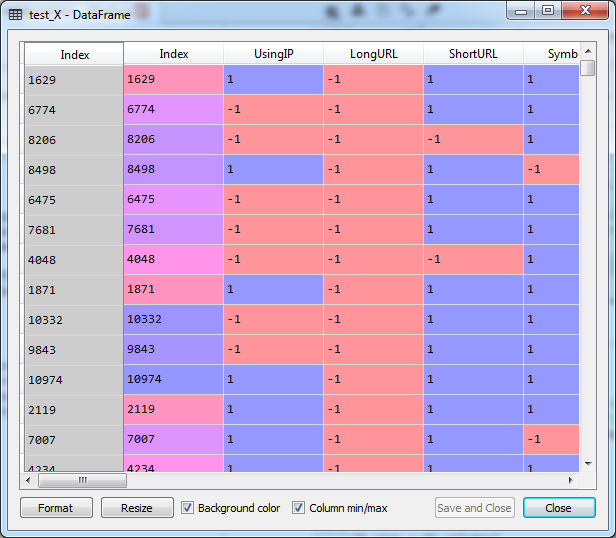 test_X - DataFrame
Index Index UsingIP LongURL ShortURL Symb
1629 1629 1 -1 1 1
6774 6774 -1 -1 1 1
8206 8206 -1 -1 -1 1
8498 8498 1 -1 1 -1
6475 6475 -1 -1 1 1
7681 7681 -1 -1 1 1
4048 4048 -1 -1 -1 1
1871 1871 1 -1 1 1
10332 10332 -1 -1 1 1
9843 9843 -1 -1 1 1
10974 10974 1 -1 1 1
2119 2119 1 -1 1 1
7007 7007 1 -1 1 -1
4234 4234 1 -1 1 1
Format Resize Background color Column min/max Save and Close Close